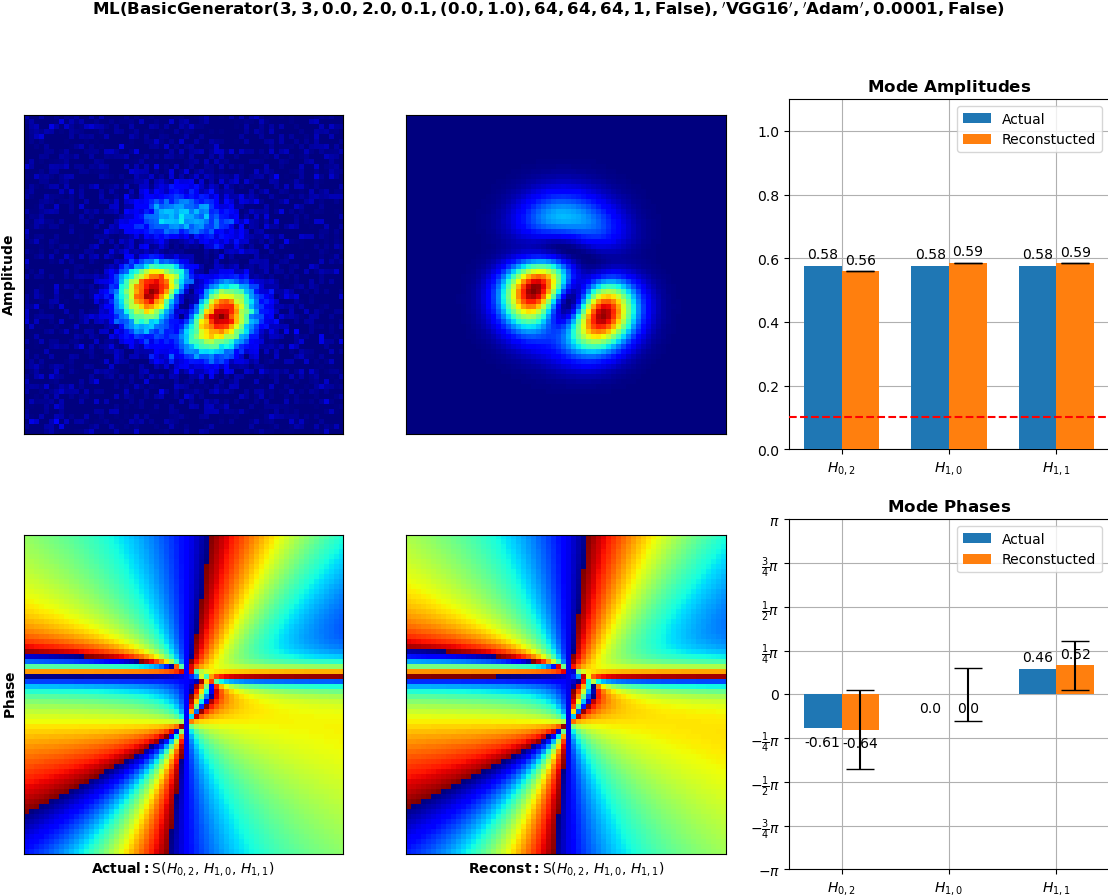 ML(BasicGenerator(3, 3, 0.0, 2.0, 0.1, (0.0, 1.0), 64, 64, 64, 1, False), ′VGG16′, ′Adam′, 0.0001, False)
Amplitude
Mode Amplitudes
Actual
Reconstucted
1.0
0.8
0.6
0.4
0.2
0.0
0.58
0.56
0.58
0.59
0.58
0.59
H0, 2
H1, 0
H1, 1
Phase
Actual: S(H0, 2, H1, 0, H1, 1)
Reconst: S(H0, 2, H1, 0, H1, 1)
Mode Phases
Actual
Reconstucted
π
3/4π
1/2π
1/4π
0
−1/4π
−1/2π
−3/4π
−π
-0.61
-0.64
0.0
0.0
0.46
0.52
H0, 2
H1, 0
H1, 1